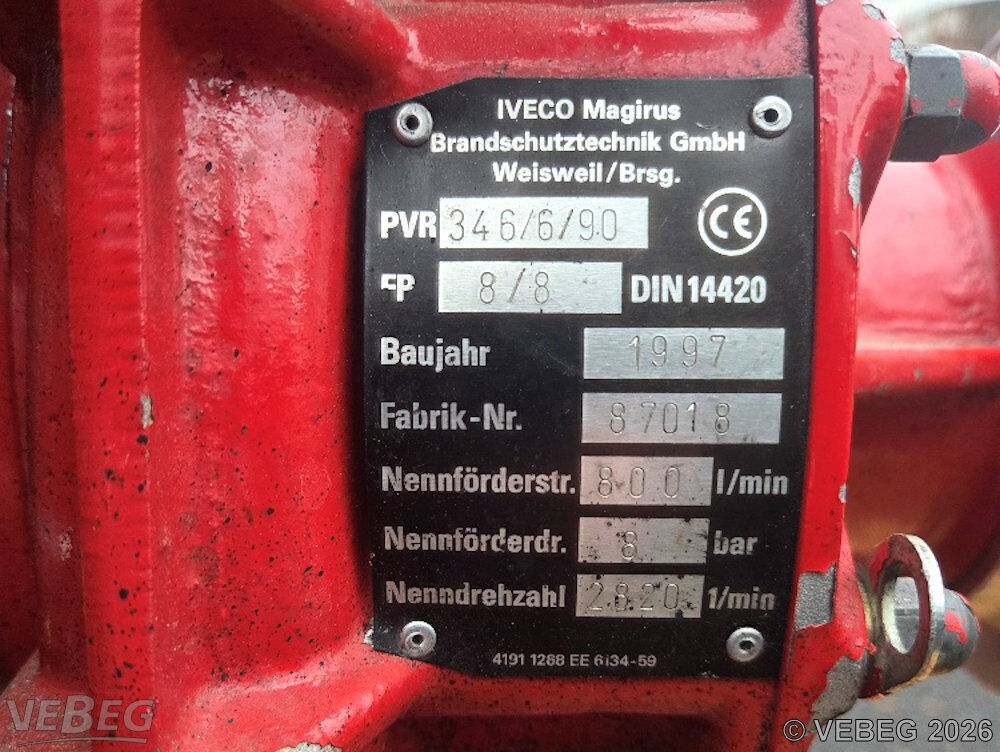 IVECO Magirus
Brandschutztechnik GmbH
Weisweil/Brsg.
PVR 346/6/90 CE
FP 8/8 DIN 14420
Baujahr 1997
Fabrik-Nr. 87018
Nennförderstr. 800 l/min
Nennförderdr. 8 bar
Nenndrehzahl 2820 1/min
4191 1288 EE 6134-59
VEBEG
© VEBEG 2026